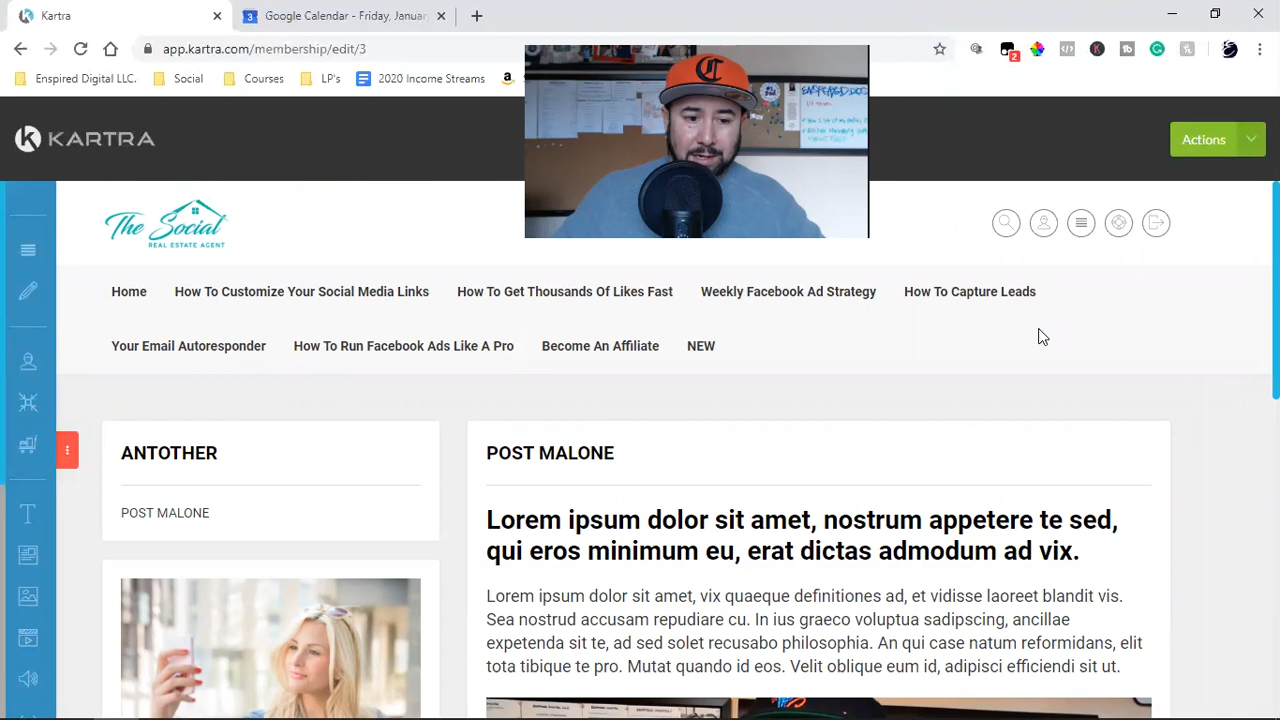 Kartra
Google Calendar - Friday, Januar
app.kartra.com/membership/edit/3
2
Enspired Digital LLC.
Social
Courses
LP's
2020 Income Streams
KARTRA
Actions
The Social
REAL ESTATE AGENT
Home
How To Customize Your Social Media Links
How To Get Thousands Of Likes Fast
Weekly Facebook Ad Strategy
How To Capture Leads
Your Email Autoresponder
How To Run Facebook Ads Like A Pro
Become An Affiliate
NEW
ANTOTHER
POST MALONE
POST MALONE
Lorem ipsum dolor sit amet, nostrum appetere te sed,
qui eros minimum eu, erat dictas admodum ad vix.
Lorem ipsum dolor sit amet, vix quaeque definitiones ad, et vidisse laoreet blandit vis.
Sea nostrud accusam repudiare cu. In ius graeco voluptua sadipscing, ancillae
expetenda sit te, ad sed solet recusabo philosophia. An qui case natum reformidans, elit
tota tibique te pro. Mutat quando id eos. Velit oblique eum id, adipisci efficiendi sit ut.